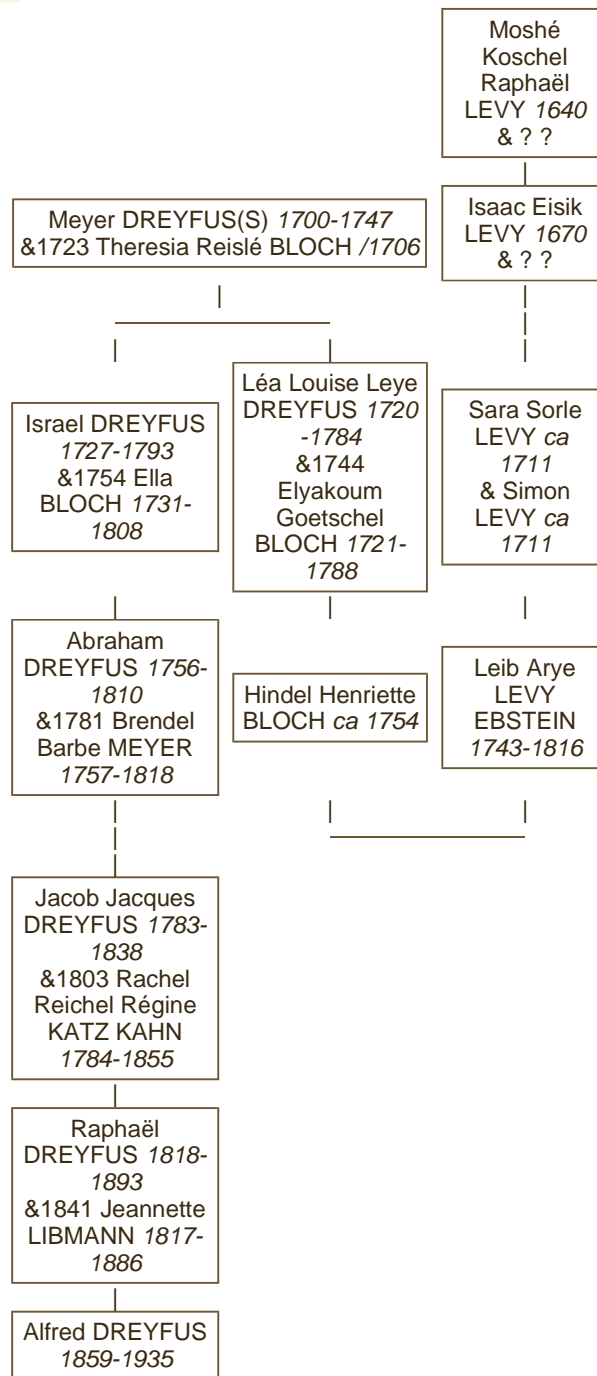 Moshé
Koschel
Raphaël
LEVY 1640
& ? ?
Meyer DREYFUS(S) 1700-1747
&1723 Theresia Reislé BLOCH /1706
Isaac Eisik
LEVY 1670
& ? ?
Israel DREYFUS
1727-1793
&1754 Ella
BLOCH 1731-
1808
Léa Louise Leye
DREYFUS 1720
-1784
&1744
Elyakoum
Goetschel
BLOCH 1721-
1788
Sara Sorle
LEVY ca
1711
& Simon
LEVY ca
1711
Abraham
DREYFUS 1756-
1810
&1781 Brendel
Barbe MEYER
1757-1818
Hindel Henriette
BLOCH ca 1754
Leib Arye
LEVY
EBSTEIN
1743-1816
Jacob Jacques
DREYFUS 1783-
1838
&1803 Rachel
Reichel Régine
KATZ KAHN
1784-1855
Raphaël
DREYFUS 1818-
1893
&1841 Jeannette
LIBMANN 1817-
1886
Alfred DREYFUS
1859-1935